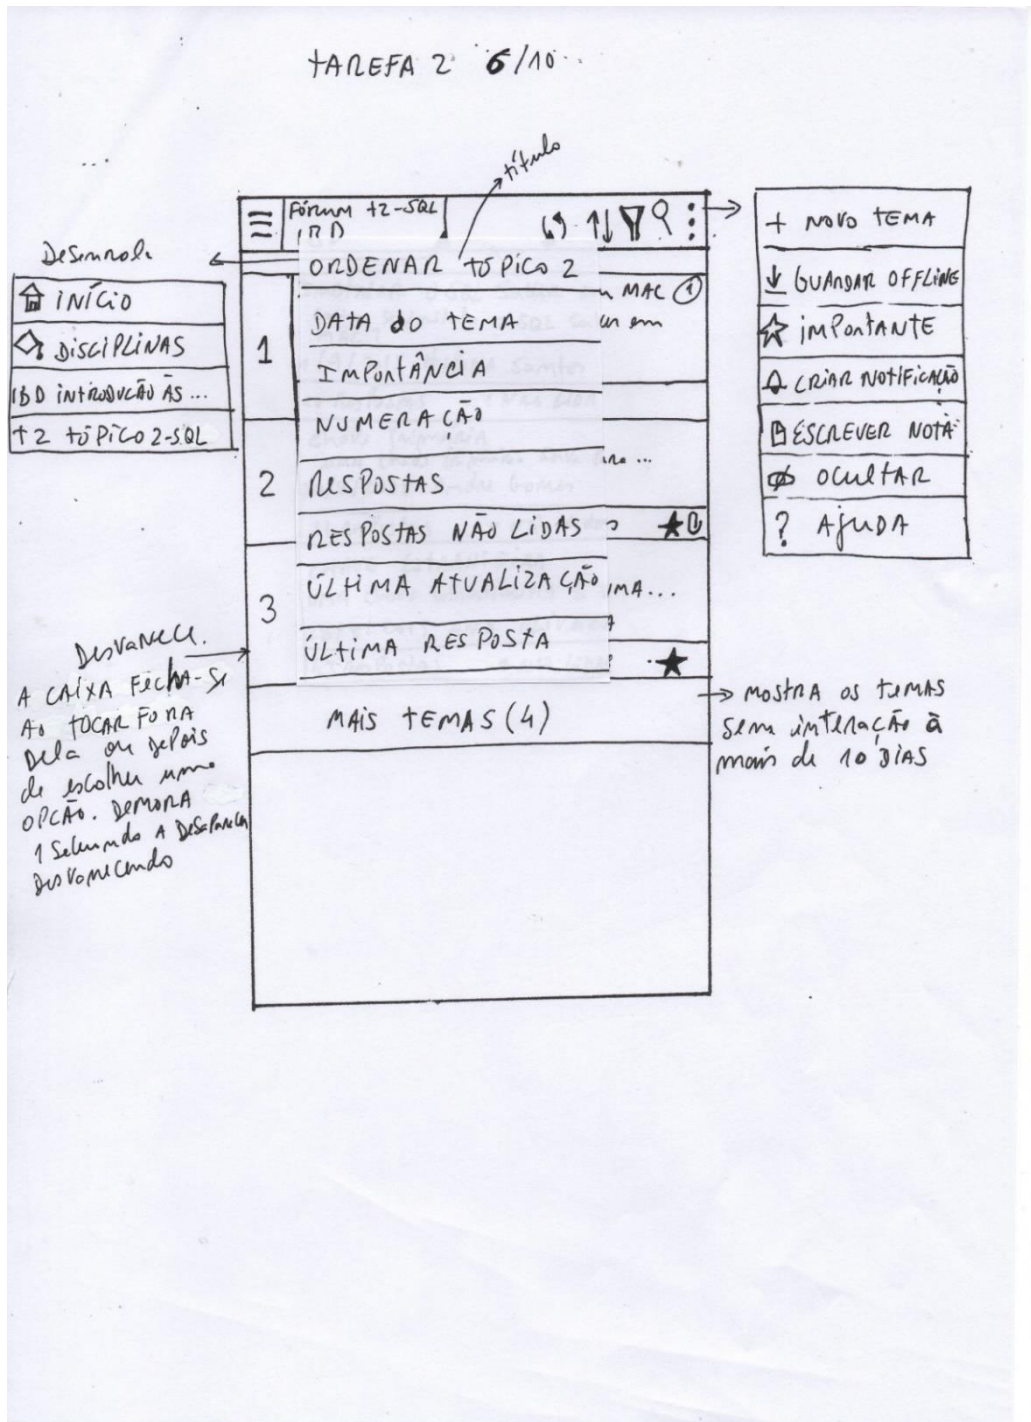 TAREFA 2 6/10
...
título
Fórum t2-SQL
IBD
Desenrola
INÍCIO
DISCIPLINAS
IBD INTRODUCÃO ÀS ...
T2 TÓPICO 2-SQL
ORDENAR TÓPICO 2
DATA do TEMA
IMPORTÂNCIA
NUMERAÇÃO
RESPOSTAS
RESPOSTAS NÃO LIDAS
ÚLTIMA ATUALIZAÇÃO
ÚLTIMA RESPOSTA
MAC 1
em
1
2
3
MAIS TEMAS (4)
+ NOVO TEMA
GUARDAR OFFLINE
IMPORTANTE
CRIAR NOTIFICAÇÃO
ESCREVER NOTA
OCULTAR
? AJUDA
Desvanece.
A CAIXA FECHA-SE
AO TOCAR FORA
DELA ou DEPOIS
de escolher uma
OPCÃO. DEMORA
1 Segundo A DESAPARECER
Desvanecendo
MOSTRA OS TEMAS
sem interação à
mais de 10 DIAS